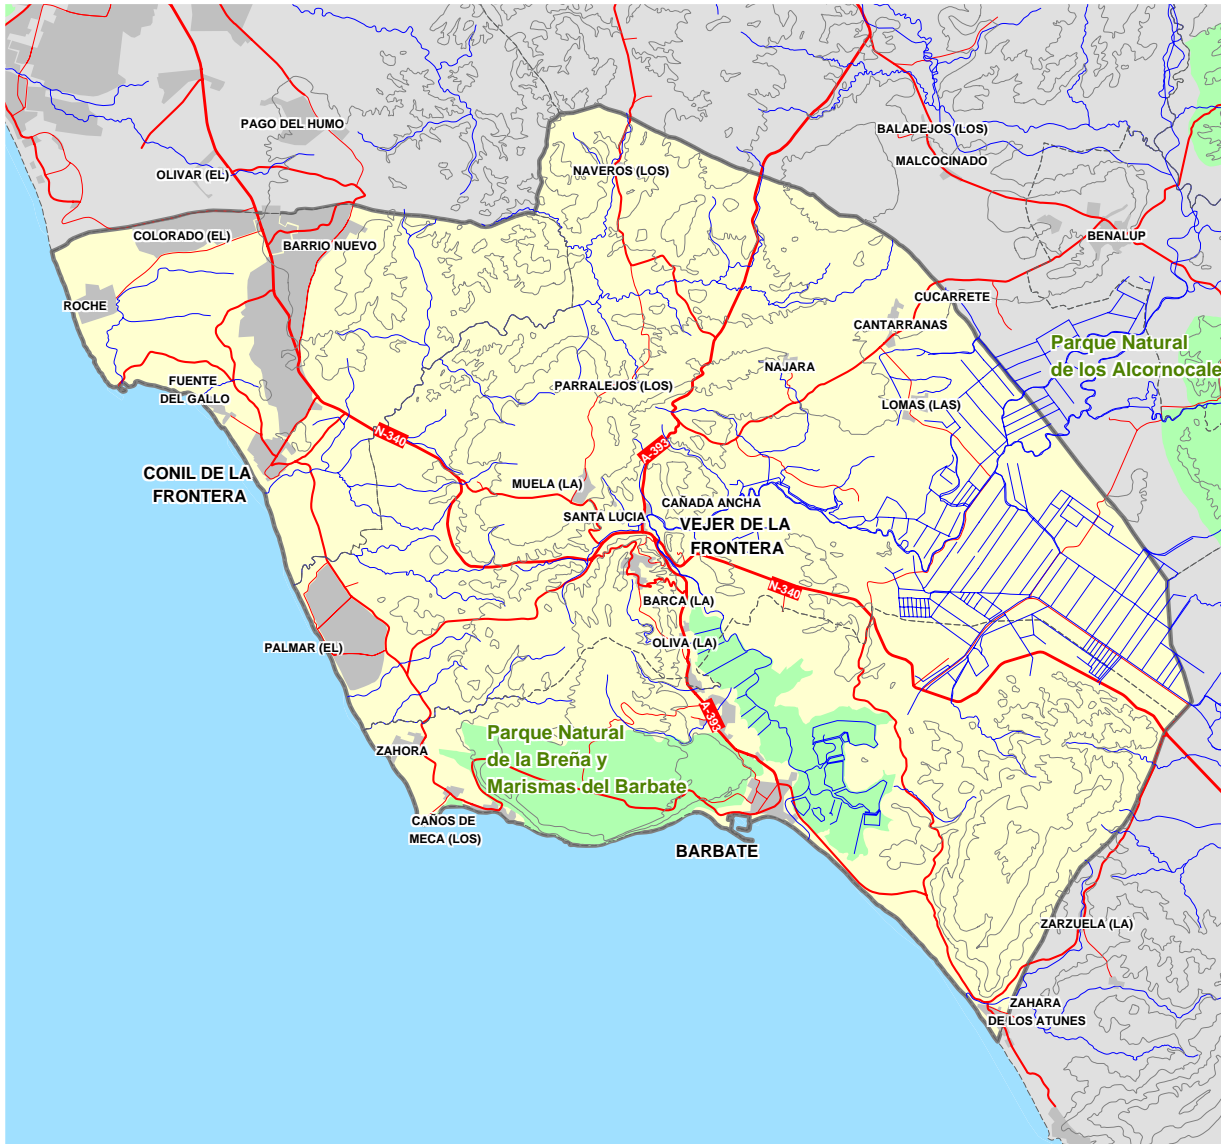 PAGO DEL HUMO
BALADEJOS (LOS)
MALCOCINADO
OLIVAR (EL)
NAVEROS (LOS)
COLORADO (EL)
BARRIO NUEVO
BENALUP
ROCHE
CUCARRETE
CANTARRANAS
Parque Natural
de los Alcornocale
NAJARA
FUENTE
DEL GALLO
PARRALEJOS (LOS)
LOMAS (LAS)
N-340
A-393
CONIL DE LA
FRONTERA
MUELA (LA)
CAÑADA ANCHA
SANTA LUCIA
VEJER DE LA
FRONTERA
N-340
BARCA (LA)
OLIVA (LA)
PALMAR (EL)
A-393
Parque Natural
de la Breña y
Marismas del Barbate
ZAHORA
CAÑOS DE
MECA (LOS)
BARBATE
ZARZUELA (LA)
ZAHARA
DE LOS ATUNES